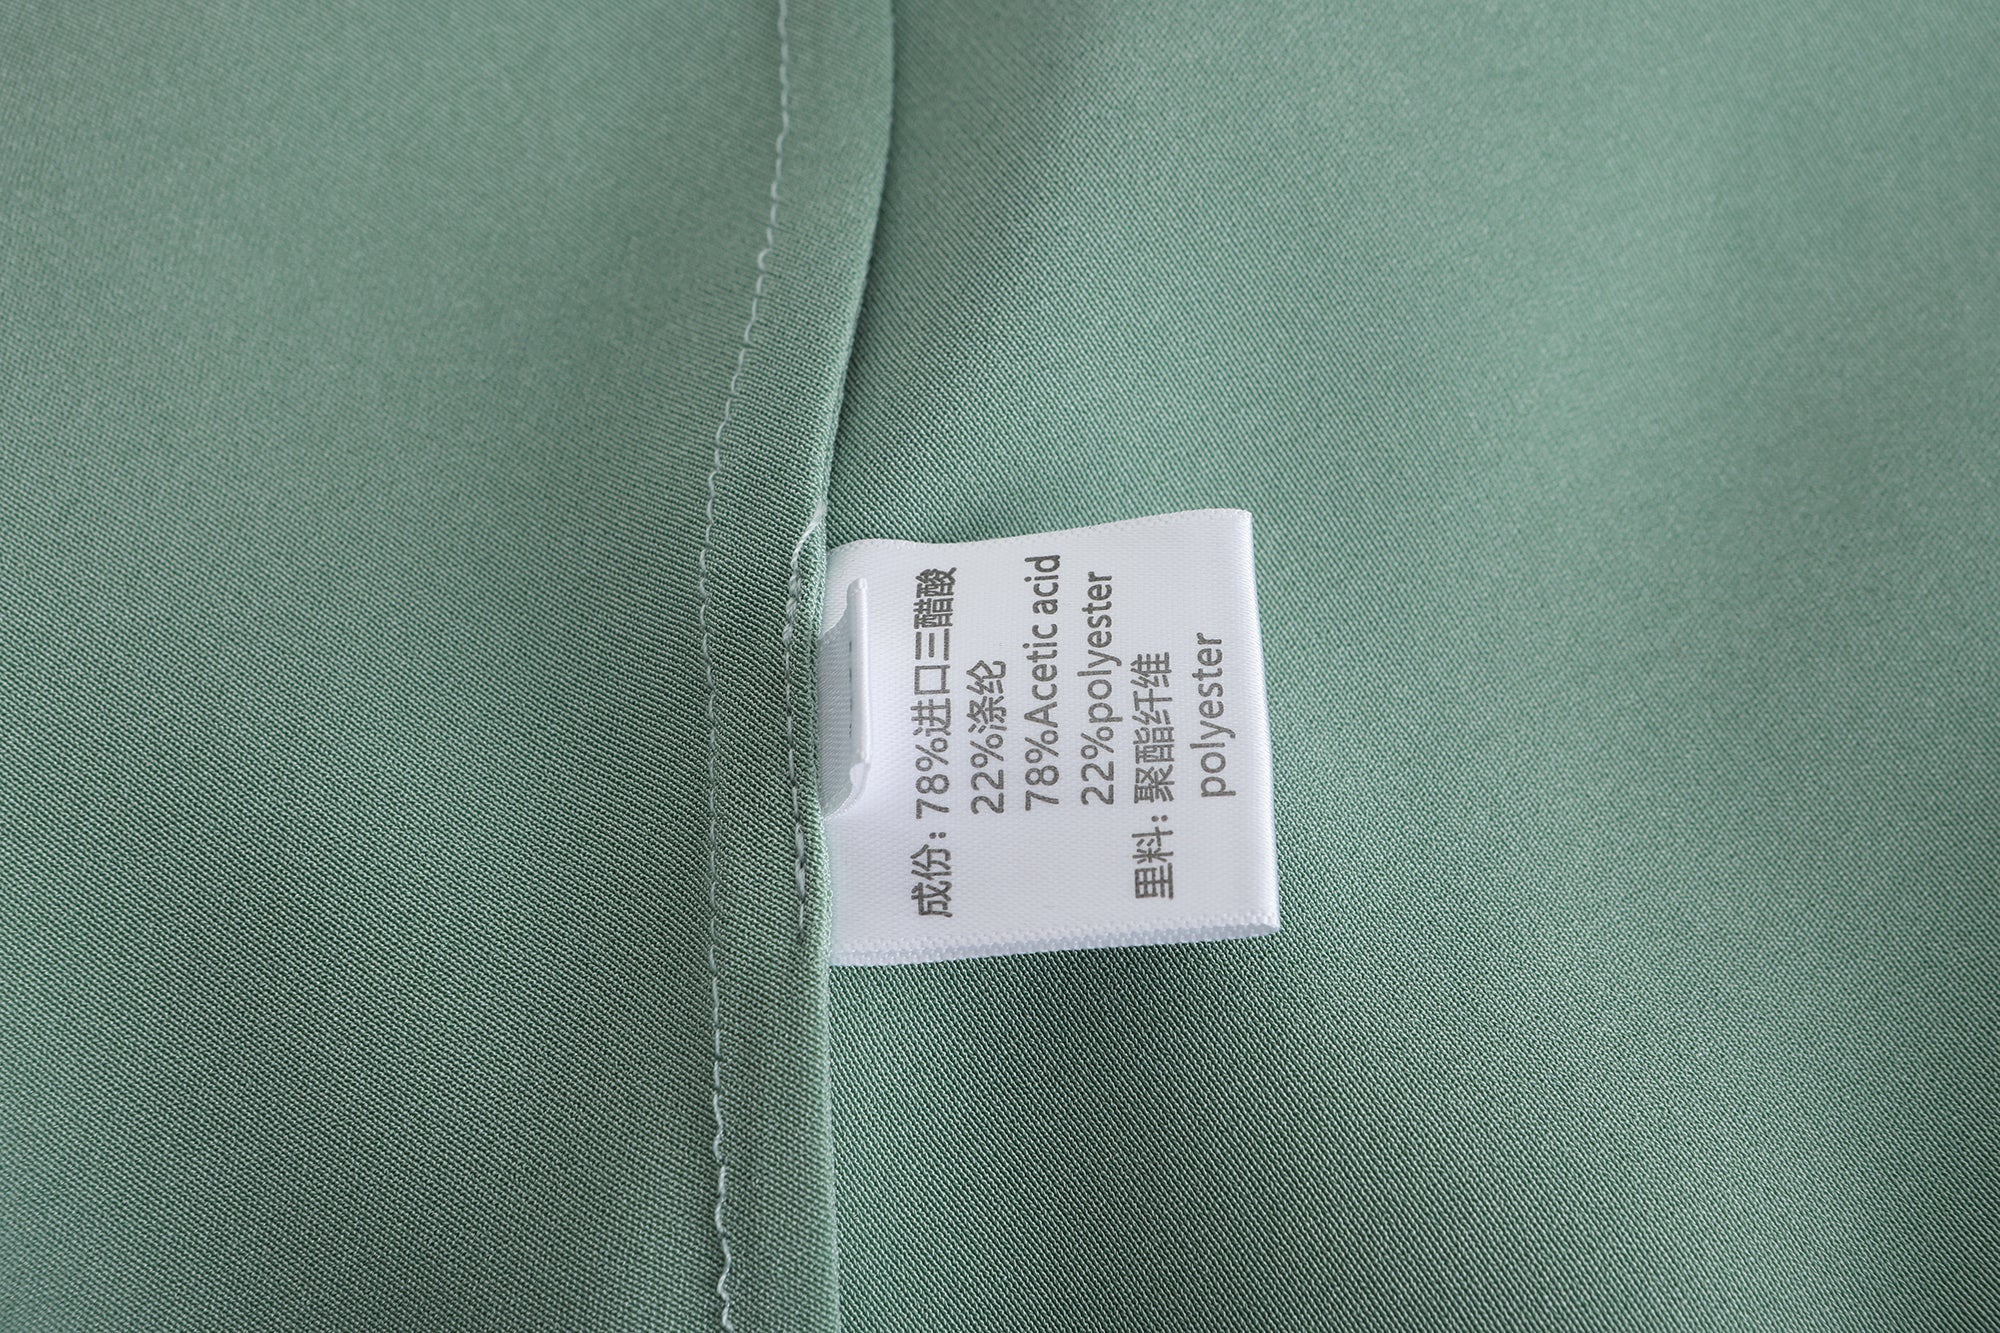 成份：78%进口三醋酸
22%涤纶
78%Acetic acid
22%polyester
里料：聚酯纤维
polyester